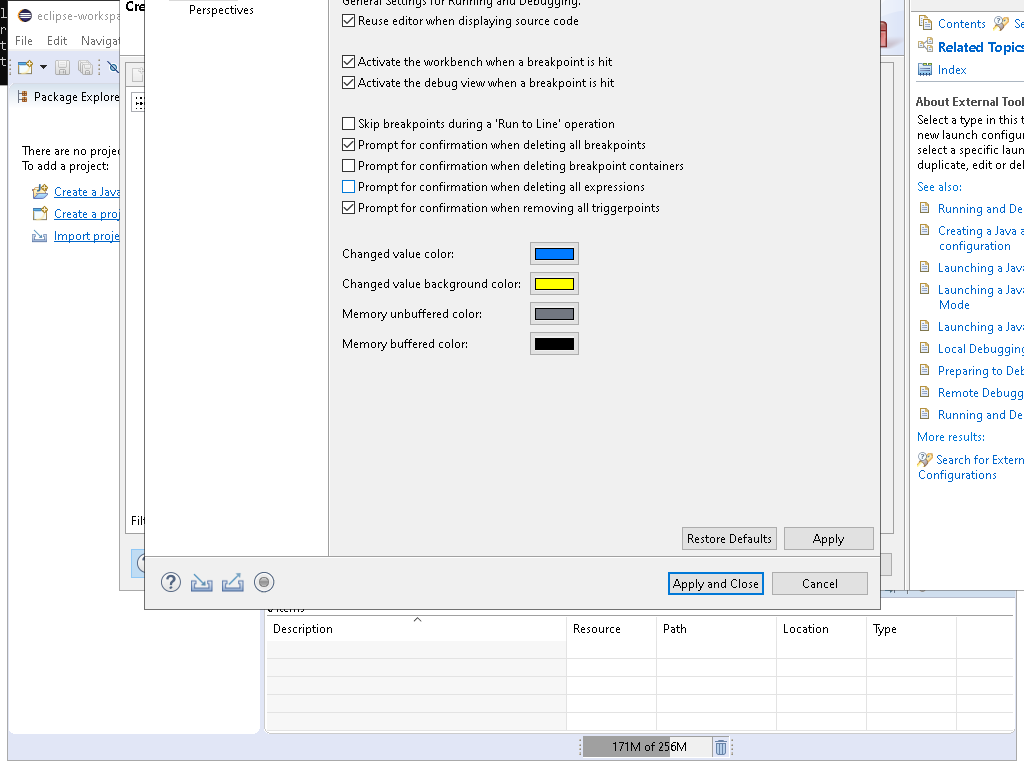 eclipse-workspa
Cre
File Edit Navigat
Package Explore
There are no projec
To add a project:
Create a Java
Create a proj
Import proje
Filt
Perspectives
General Settings for Running and Debugging.
Reuse editor when displaying source code
Activate the workbench when a breakpoint is hit
Activate the debug view when a breakpoint is hit
Skip breakpoints during a 'Run to Line' operation
Prompt for confirmation when deleting all breakpoints
Prompt for confirmation when deleting breakpoint containers
Prompt for confirmation when deleting all expressions
Prompt for confirmation when removing all triggerpoints
Changed value color:
Changed value background color:
Memory unbuffered color:
Memory buffered color:
Restore Defaults Apply
Apply and Close Cancel
Contents Se
Related Topics
Index
About External Tool
Select a type in this t
new launch configur
select a specific laun
duplicate, edit or del
See also:
Running and De
Creating a Java a
configuration
Launching a Java
Launching a Java
Mode
Launching a Java
Local Debugging
Preparing to Deb
Remote Debugg
Running and De
More results:
Search for Extern
Configurations
items
Description Resource Path Location Type
171M of 256M